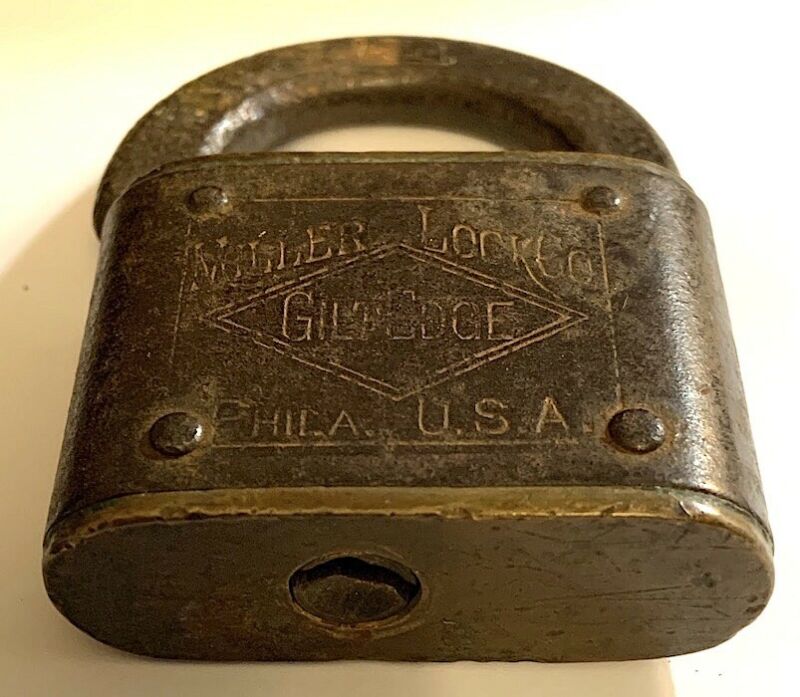 MILLER LOCK CO
GILT EDGE
PHILA. U.S.A.